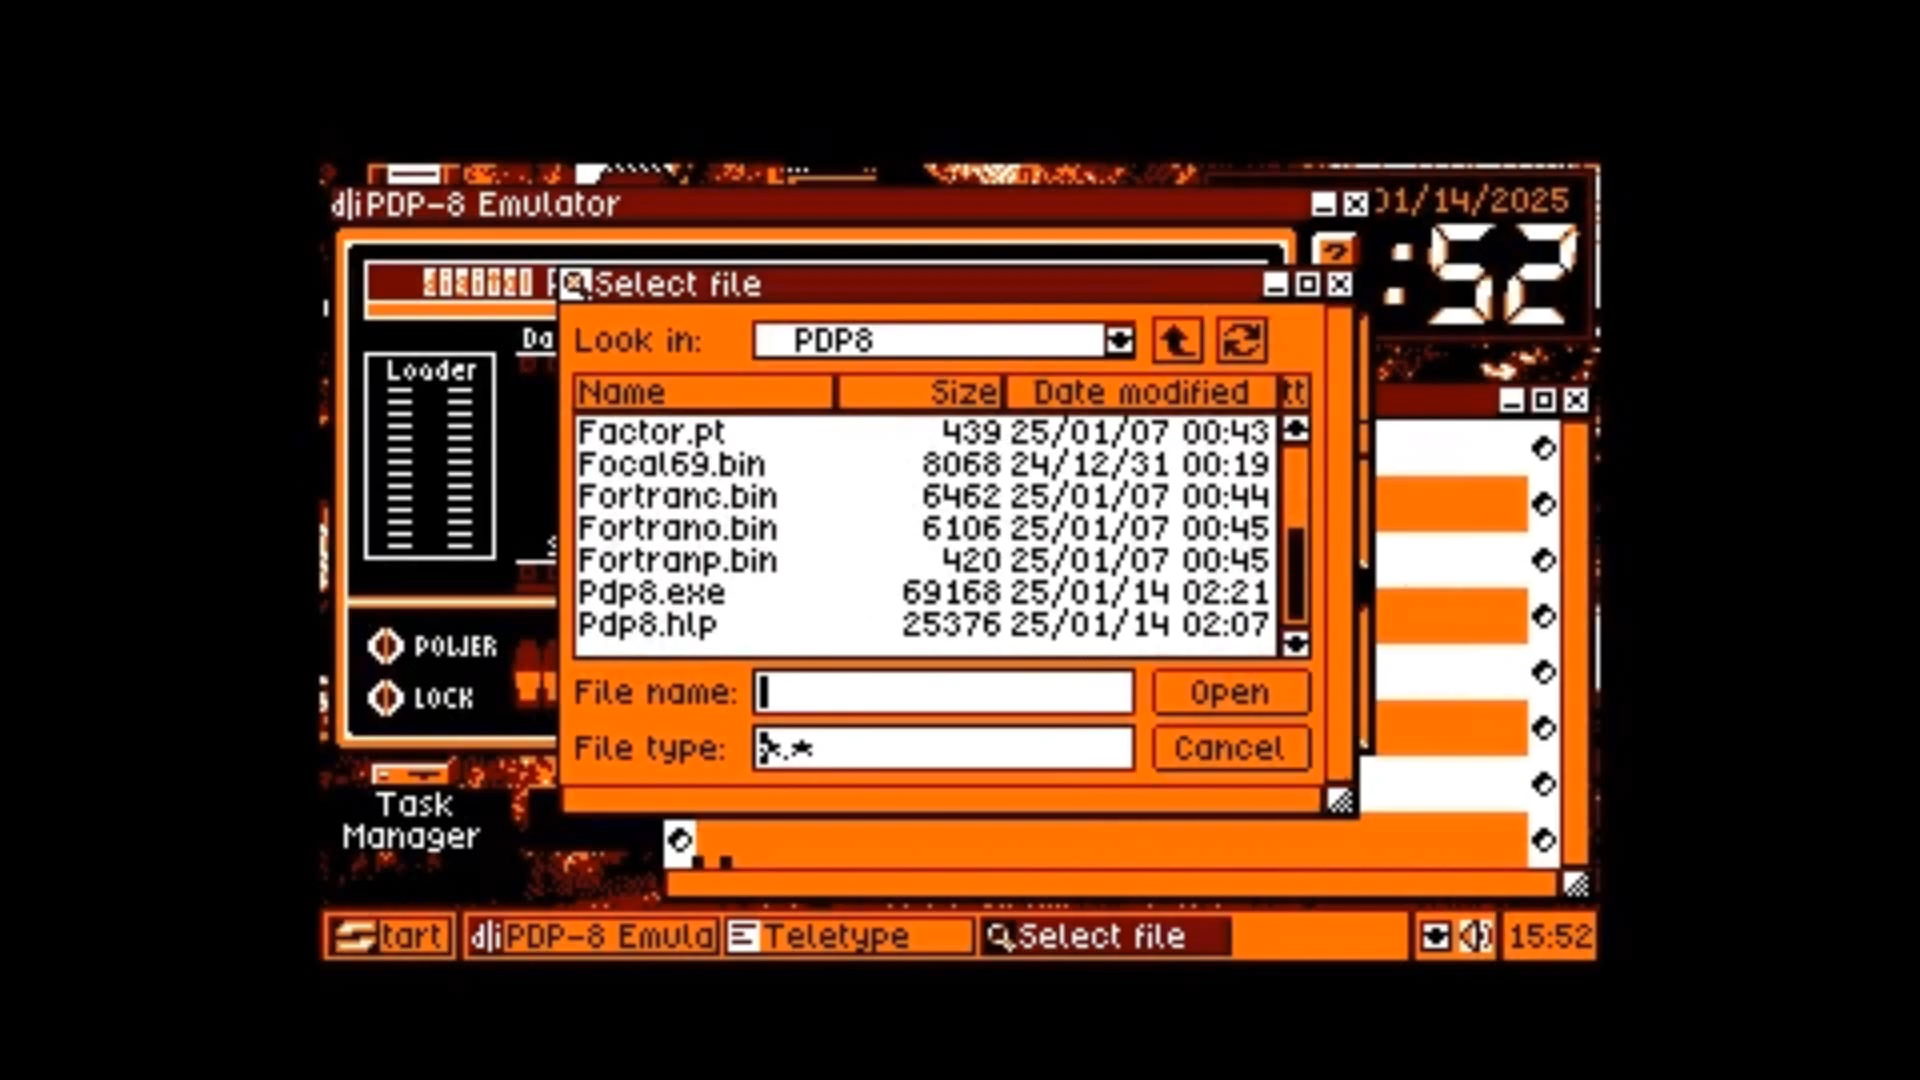 PDP-8 Emulator
01/14/2025
:52
digital
Select file
Look in: PDP8
Loader
Name Size Date modified tt
Factor.pt 439 25/01/07 00:43
Focal69.bin 8068 24/12/31 00:19
Fortranc.bin 6462 25/01/07 00:44
Fortrano.bin 6106 25/01/07 00:45
Fortranp.bin 420 25/01/07 00:45
Pdp8.exe 69168 25/01/14 02:21
Pdp8.hlp 25376 25/01/14 02:07
POWER
LOCK
File name: Open
File type: *.* Cancel
Task
Manager
Start PDP-8 Emula Teletype Select file 15:52